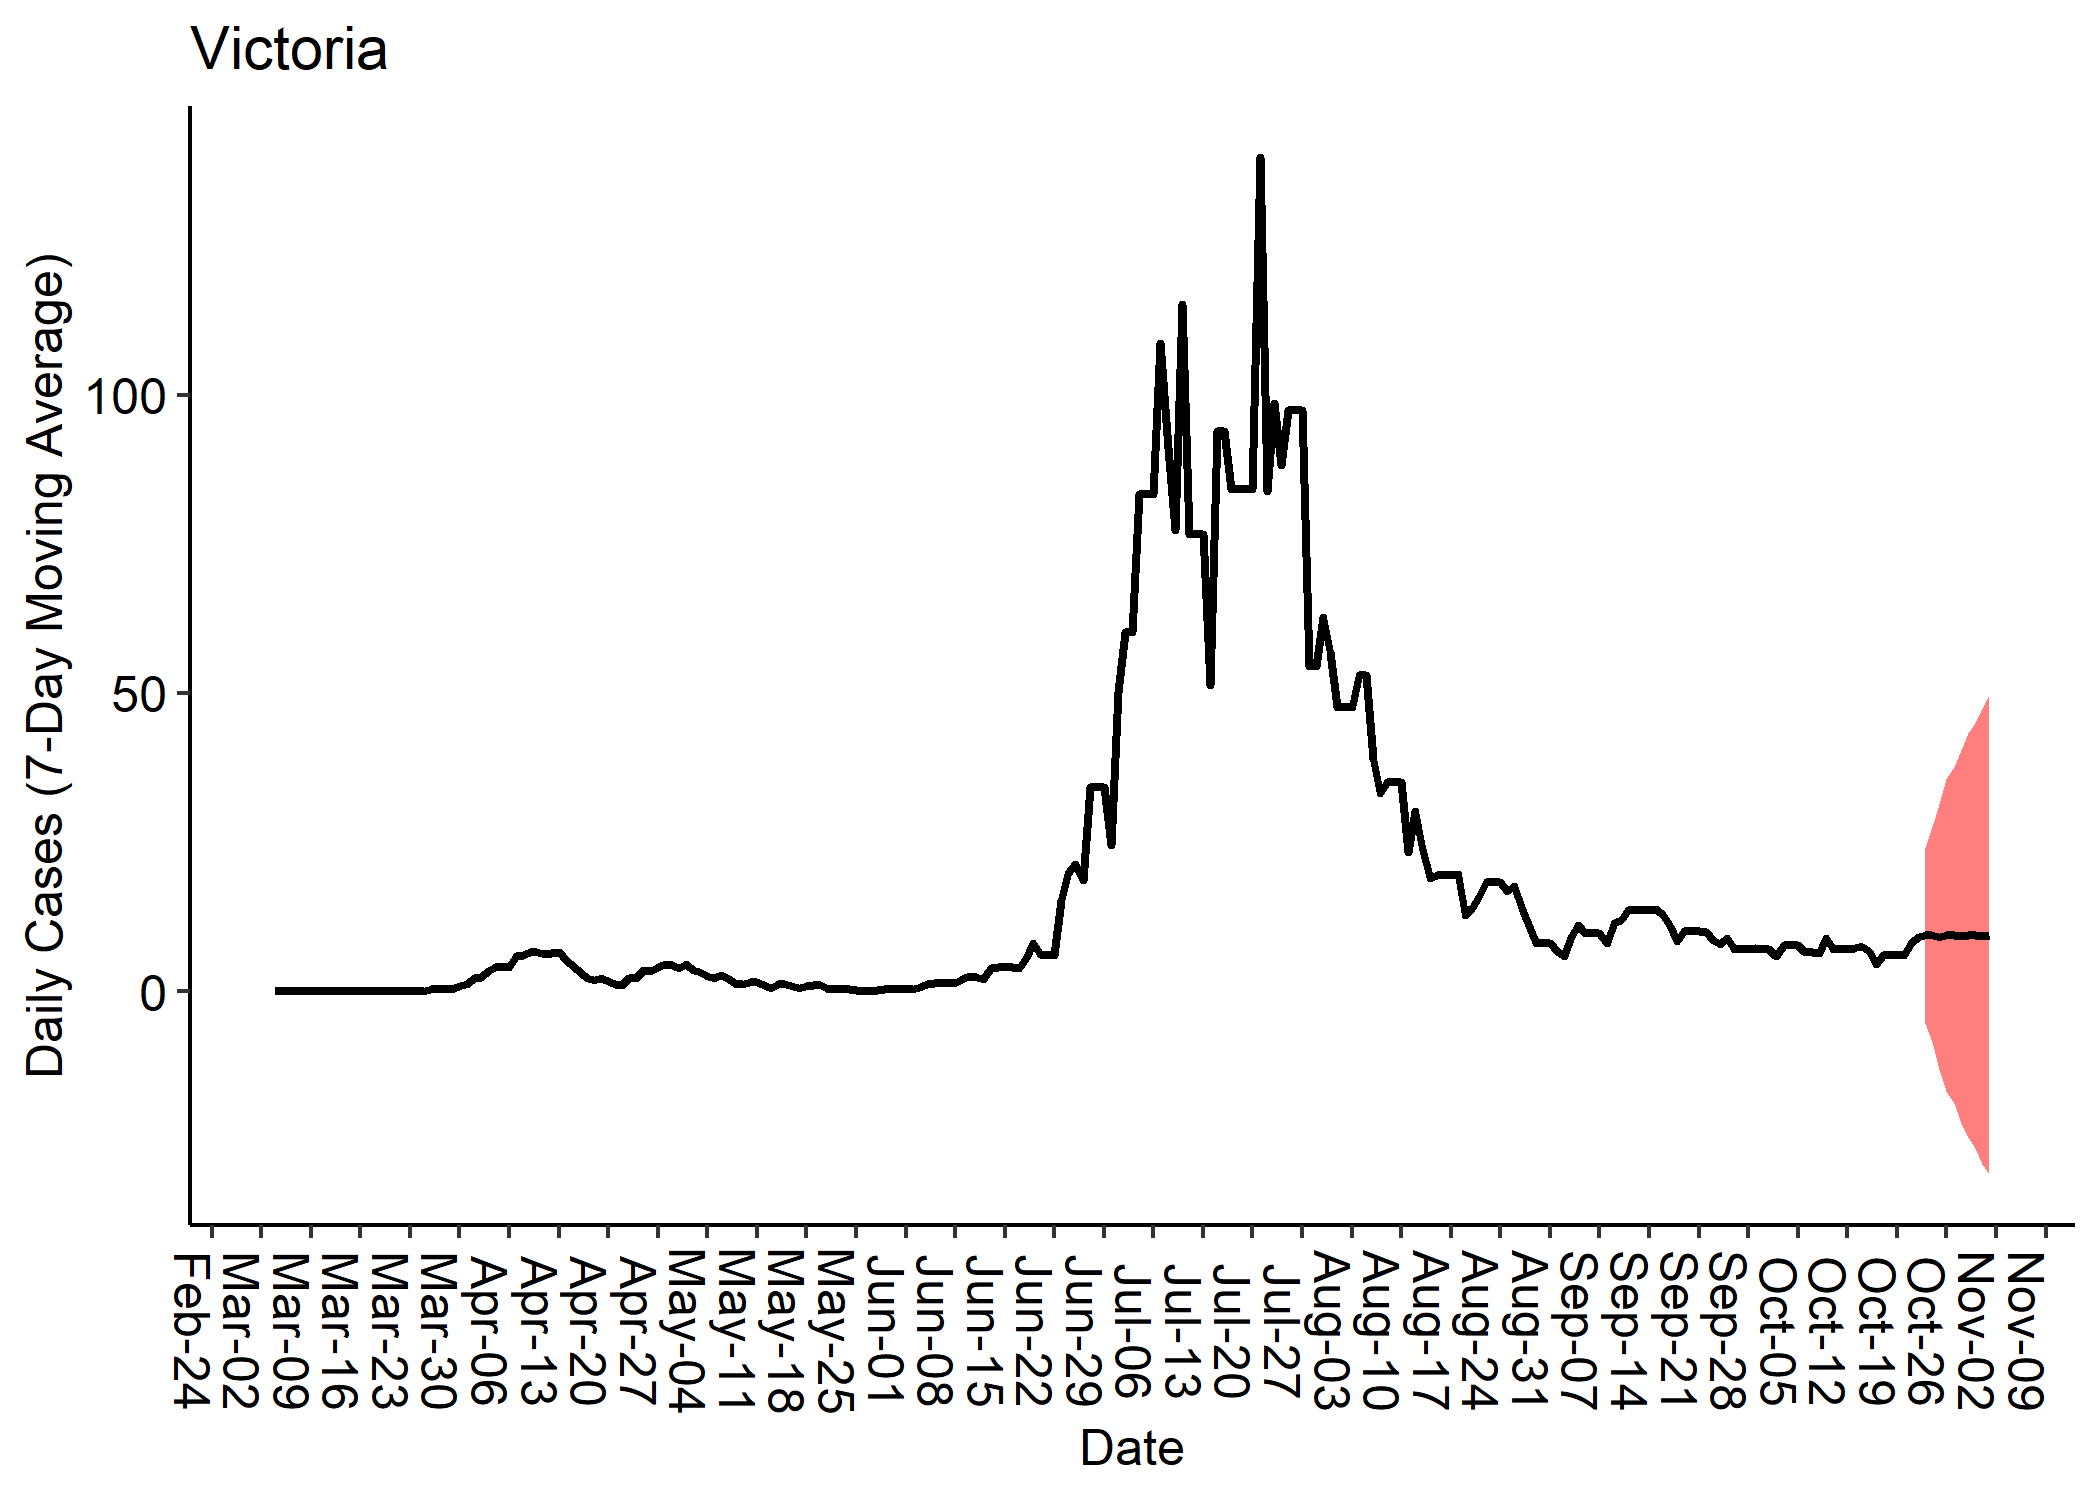 Victoria
Daily Cases (7-Day Moving Average)
100
50
0
Feb-24
Mar-02
Mar-09
Mar-16
Mar-23
Mar-30
Apr-06
Apr-13
Apr-20
Apr-27
May-04
May-11
May-18
May-25
Jun-01
Jun-08
Jun-15
Jun-22
Jun-29
Jul-06
Jul-13
Jul-20
Jul-27
Aug-03
Aug-10
Aug-17
Aug-24
Aug-31
Sep-07
Sep-14
Sep-21
Sep-28
Oct-05
Oct-12
Oct-19
Oct-26
Nov-02
Nov-09
Date